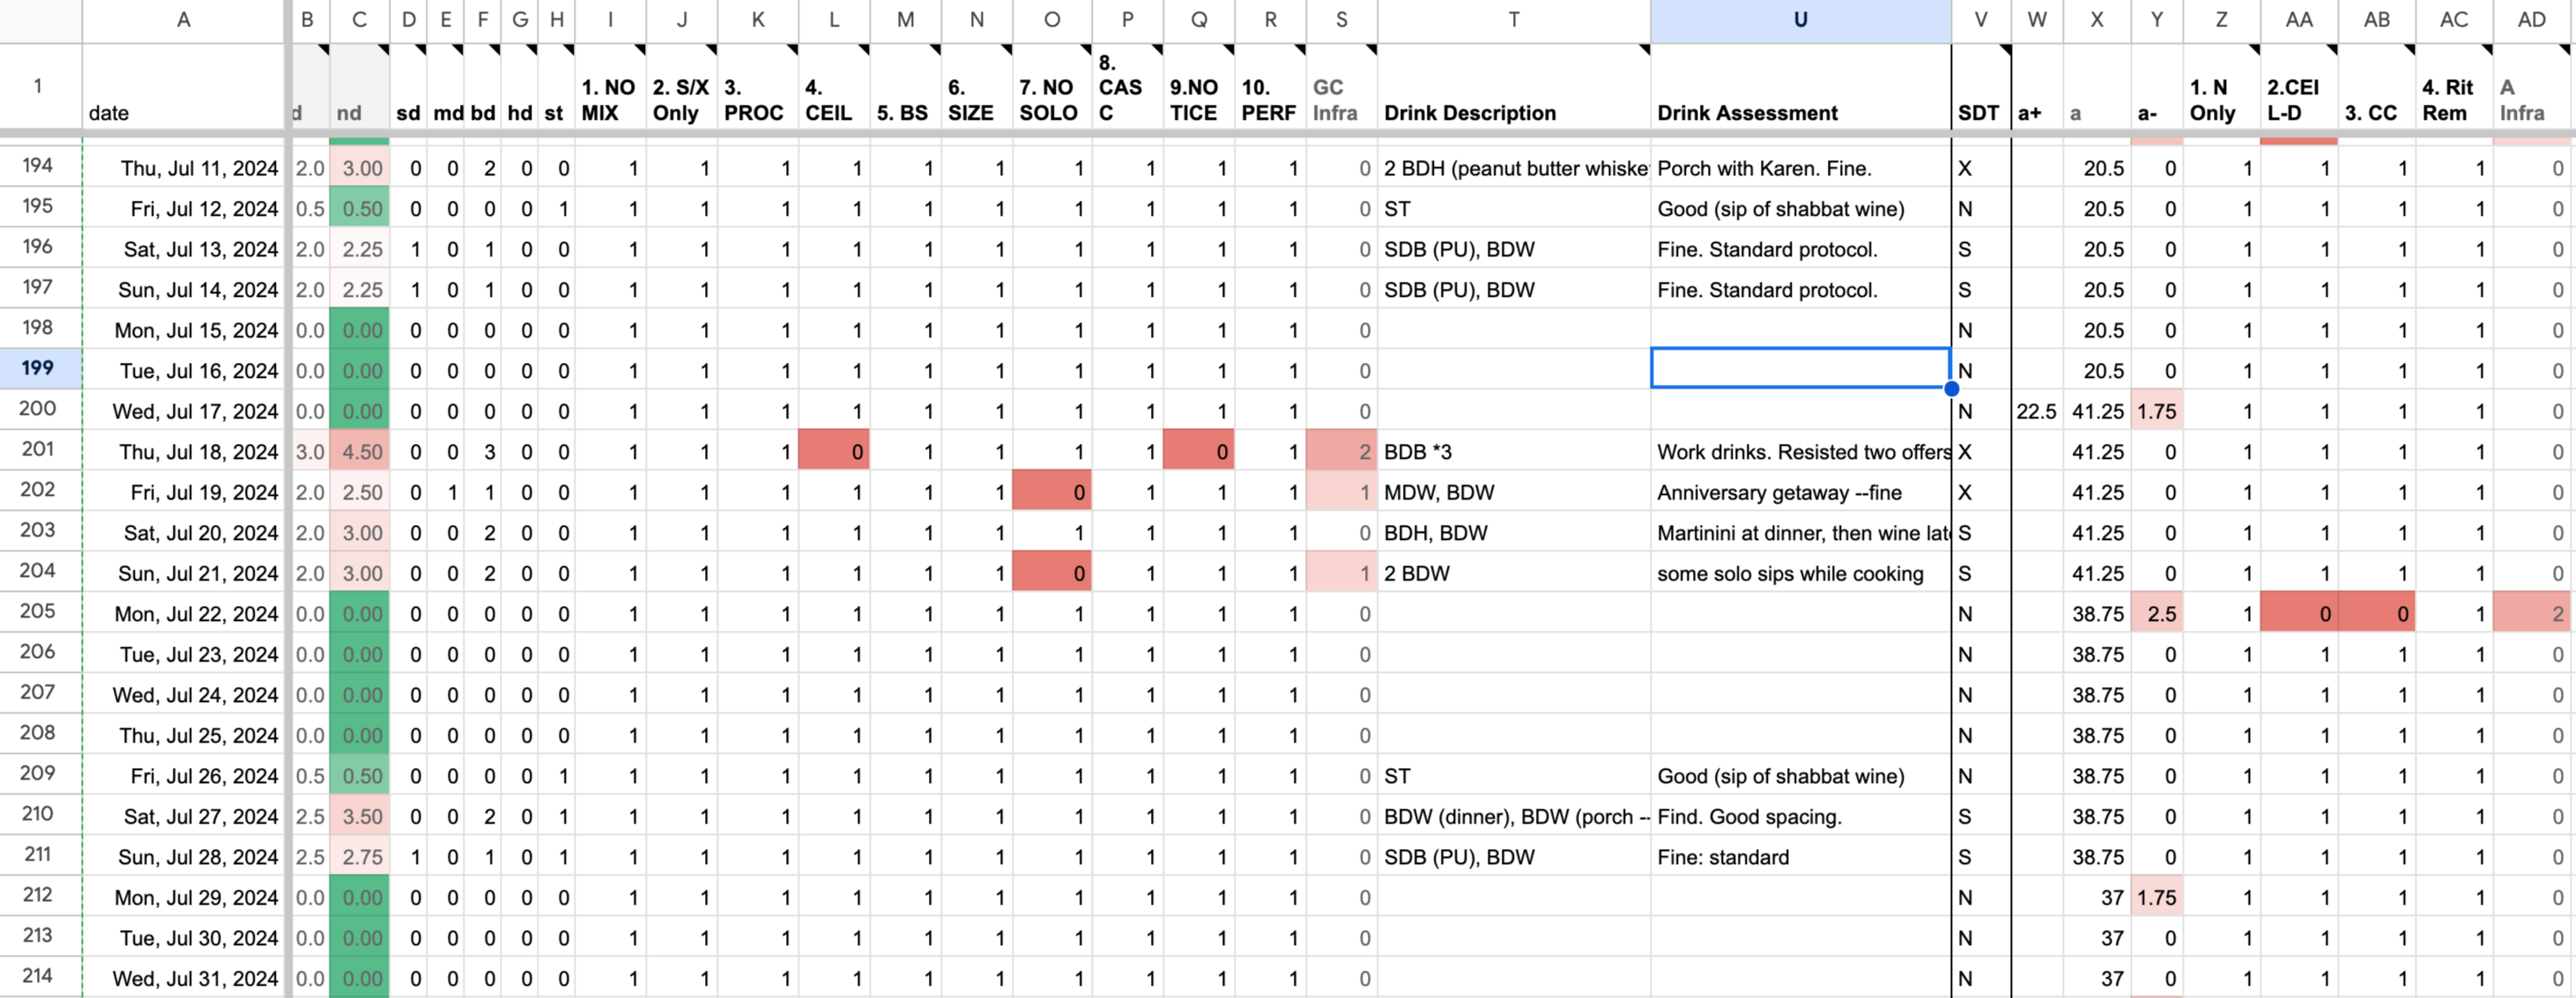 A B C D E F G H I J K L M N O P Q R S T U V W X Y Z AA AB AC AD
1 date d nd sd md bd hd st 1. NO MIX 2. S/X Only 3. PROC 4. CEIL 5. BS 6. SIZE 7. NO SOLO 8. CAS C 9.NO TICE 10. PERF GC Infra Drink Description Drink Assessment SDT a+ a a- 1. N Only 2.CEI L-D 3. CC 4. Rit Rem A Infra
194 Thu, Jul 11, 2024 2.0 3.00 0 0 2 0 0 1 1 1 1 1 1 1 1 1 1 0 2 BDH (peanut butter whiske Porch with Karen. Fine. X 20.5 0 1 1 1 1 0
195 Fri, Jul 12, 2024 0.5 0.50 0 0 0 0 1 1 1 1 1 1 1 1 1 1 1 0 ST Good (sip of shabbat wine) N 20.5 0 1 1 1 1 0
196 Sat, Jul 13, 2024 2.0 2.25 1 0 1 0 0 1 1 1 1 1 1 1 1 1 1 0 SDB (PU), BDW Fine. Standard protocol. S 20.5 0 1 1 1 1 0
197 Sun, Jul 14, 2024 2.0 2.25 1 0 1 0 0 1 1 1 1 1 1 1 1 1 1 0 SDB (PU), BDW Fine. Standard protocol. S 20.5 0 1 1 1 1 0
198 Mon, Jul 15, 2024 0.0 0.00 0 0 0 0 0 1 1 1 1 1 1 1 1 1 1 0 N 20.5 0 1 1 1 1 0
199 Tue, Jul 16, 2024 0.0 0.00 0 0 0 0 0 1 1 1 1 1 1 1 1 1 1 0 N 20.5 0 1 1 1 1 0
200 Wed, Jul 17, 2024 0.0 0.00 0 0 0 0 0 1 1 1 1 1 1 1 1 1 1 0 N 22.5 41.25 1.75 1 1 1 1 0
201 Thu, Jul 18, 2024 3.0 4.50 0 0 3 0 0 1 1 1 0 1 1 1 1 0 1 2 BDB *3 Work drinks. Resisted two offers X 41.25 0 1 1 1 1 0
202 Fri, Jul 19, 2024 2.0 2.50 0 1 1 0 0 1 1 1 1 1 1 0 1 1 1 1 MDW, BDW Anniversary getaway --fine X 41.25 0 1 1 1 1 0
203 Sat, Jul 20, 2024 2.0 3.00 0 0 2 0 0 1 1 1 1 1 1 1 1 1 1 0 BDH, BDW Martinini at dinner, then wine lat S 41.25 0 1 1 1 1 0
204 Sun, Jul 21, 2024 2.0 3.00 0 0 2 0 0 1 1 1 1 1 1 0 1 1 1 1 2 BDW some solo sips while cooking S 41.25 0 1 1 1 1 0
205 Mon, Jul 22, 2024 0.0 0.00 0 0 0 0 0 1 1 1 1 1 1 1 1 1 1 0 N 38.75 2.5 1 0 0 1 2
206 Tue, Jul 23, 2024 0.0 0.00 0 0 0 0 0 1 1 1 1 1 1 1 1 1 1 0 N 38.75 0 1 1 1 1 0
207 Wed, Jul 24, 2024 0.0 0.00 0 0 0 0 0 1 1 1 1 1 1 1 1 1 1 0 N 38.75 0 1 1 1 1 0
208 Thu, Jul 25, 2024 0.0 0.00 0 0 0 0 0 1 1 1 1 1 1 1 1 1 1 0 N 38.75 0 1 1 1 1 0
209 Fri, Jul 26, 2024 0.5 0.50 0 0 0 0 1 1 1 1 1 1 1 1 1 1 1 0 ST Good (sip of shabbat wine) N 38.75 0 1 1 1 1 0
210 Sat, Jul 27, 2024 2.5 3.50 0 0 2 0 1 1 1 1 1 1 1 1 1 1 1 0 BDW (dinner), BDW (porch -- Find. Good spacing. S 38.75 0 1 1 1 1 0
211 Sun, Jul 28, 2024 2.5 2.75 1 0 1 0 1 1 1 1 1 1 1 1 1 1 1 0 SDB (PU), BDW Fine: standard S 38.75 0 1 1 1 1 0
212 Mon, Jul 29, 2024 0.0 0.00 0 0 0 0 0 1 1 1 1 1 1 1 1 1 1 0 N 37 1.75 1 1 1 1 0
213 Tue, Jul 30, 2024 0.0 0.00 0 0 0 0 0 1 1 1 1 1 1 1 1 1 1 0 N 37 0 1 1 1 1 0
214 Wed, Jul 31, 2024 0.0 0.00 0 0 0 0 0 1 1 1 1 1 1 1 1 1 1 0 N 37 0 1 1 1 1 0